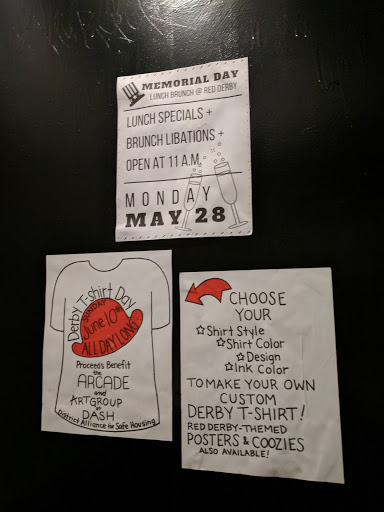 MEMORIAL DAY
LUNCH BRUNCH @ RED DERBY
LUNCH SPECIALS +
BRUNCH LIBATIONS +
OPEN AT 11 A.M.
MONDAY
MAY 28
Derby T-shirt Day
SUNDAY
June 10th
ALL DAY LONG
Proceeds Benefit
the
ARCADE
and
ART GROUP
in
DASH
District Alliance for Safe Housing
CHOOSE
YOUR
☆Shirt Style
☆Shirt Color
☆Design
☆Ink Color
TO MAKE YOUR OWN
CUSTOM
DERBY T-SHIRT!
RED DERBY-THEMED
POSTERS & COOZIES
ALSO AVAILABLE!